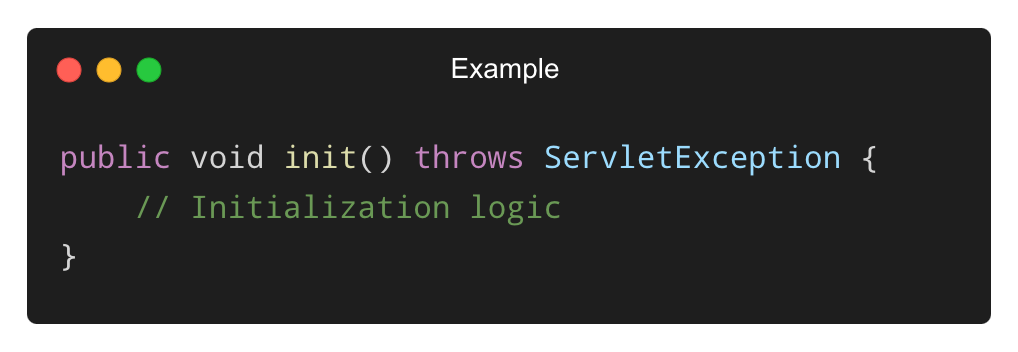 Example
public void init() throws ServletException {
    // Initialization logic
}